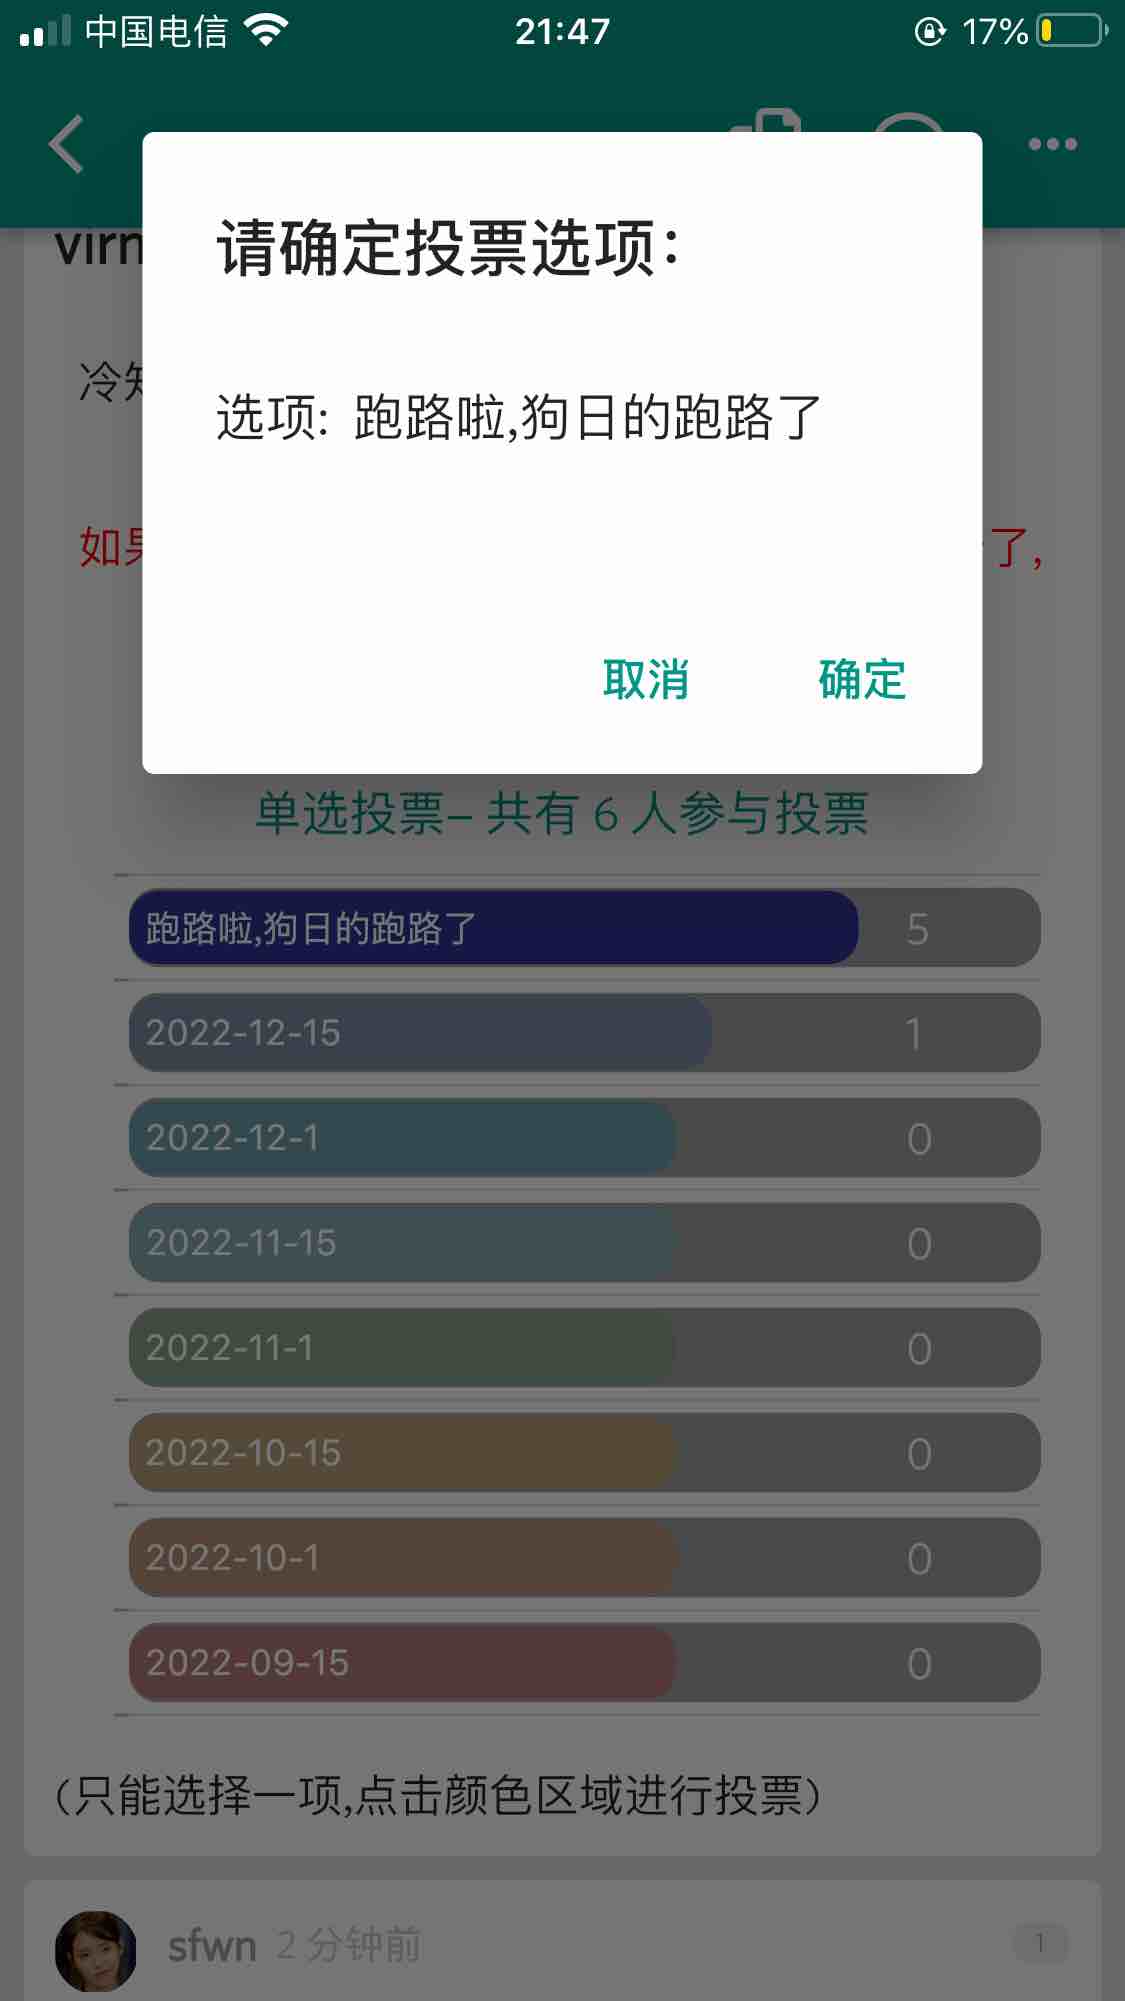 中国电信 21:47 17%
请确定投票选项：
virn
冷知
选项: 跑路啦,狗日的跑路了
如 了,
取消 确定
单选投票– 共有 6 人参与投票
跑路啦,狗日的跑路了 5
2022-12-15 1
2022-12-1 0
2022-11-15 0
2022-11-1 0
2022-10-15 0
2022-10-1 0
2022-09-15 0
(只能选择一项,点击颜色区域进行投票)
sfwn 2 分钟前 1